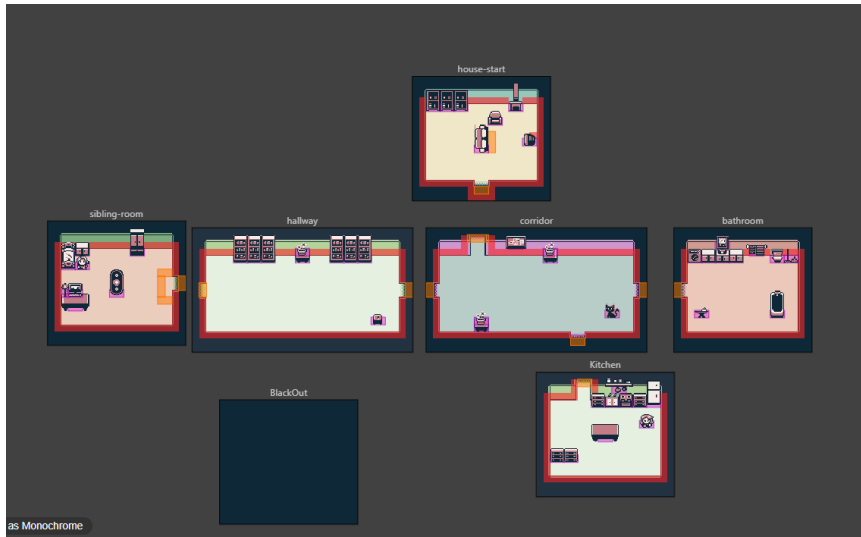 house-start
sibling-room
hallway
corridor
bathroom
Kitchen
BlackOut
as Monochrome